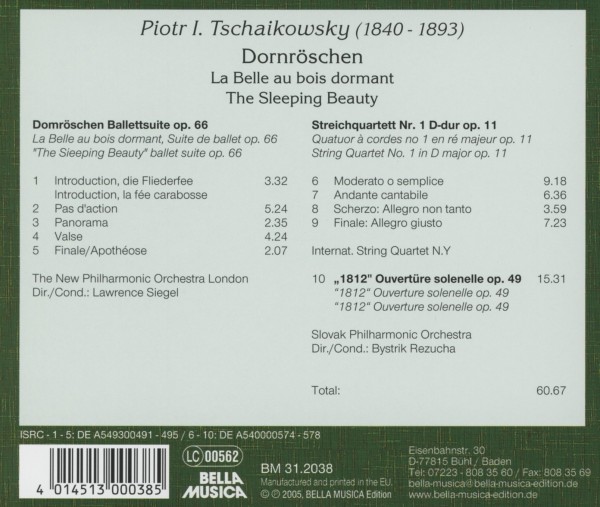 Piotr I. Tschaikowsky (1840 - 1893)
Dornröschen
La Belle au bois dormant
The Sleeping Beauty
Domröschen Ballettsuite op. 66
La Belle au bois dormant, Suite de ballet op. 66
"The Sieeping Beauty" ballet suite op. 66
1 Introduction, die Fliederfee 3.32
Introduction, la fée carabosse
2 Pas d'action 5.24
3 Panorama 2.35
4 Valse 4.24
5 Finale/Apothéose 2.07
The New Philharmonic Orchestra London
Dir./Cond.: Lawrence Siegel
Streichquartett Nr. 1 D-dur op. 11
Quatuor à cordes no 1 en ré majeur op. 11
String Quartet No. 1 in D major op. 11
6 Moderato o semplice 9.18
7 Andante cantabile 6.36
8 Scherzo: Allegro non tanto 3.59
9 Finale: Allegro giusto 7.23
Internat. String Quartet N.Y
10 „1812" Ouvertüre solenelle op. 49 15.31
"1812" Ouverture solenelle op. 49
"1812" Ouverture solenelle op. 49
Slovak Philharmonic Orchestra
Dir./Cond.: Bystrik Rezucha
Total: 60.67
ISRC - 1 - 5: DE A549300491 - 495 / 6 - 10: DE A540000574 - 578
4 014513 000385
LC 00562
BELLA MUSICA
BM 31.2038
Manufactured and printed in the EU.
© ℗ 2005, BELLA MUSICA Edition
Eisenbahnstr. 30
D-77815 Bühl / Baden
Tel.: 07223 - 808 35 60 / Fax: 808 35 69
bella-musica@bella-musica-edition.de
www.bella-musica-edition.de